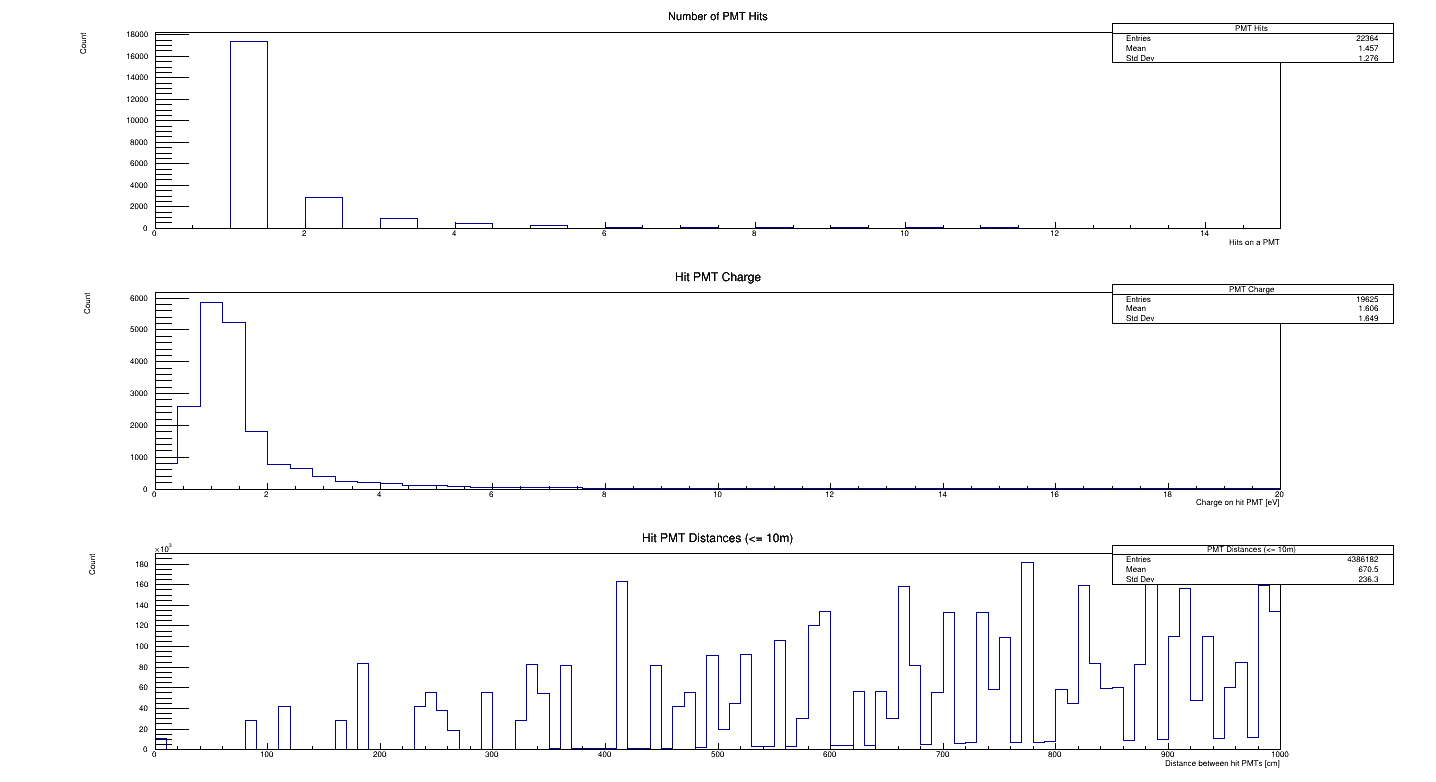 Number of PMT Hits
Count
PMT Hits
Entries 22364
Mean 1.457
Std Dev 1.276
18000
16000
14000
12000
10000
8000
6000
4000
2000
0
0 2 4 6 8 10 12 14
Hits on a PMT
Hit PMT Charge
Count
PMT Charge
Entries 19625
Mean 1.606
Std Dev 1.649
6000
5000
4000
3000
2000
1000
0
0 2 4 6 8 10 12 14 16 18 20
Charge on hit PMT [eV]
Hit PMT Distances (<= 10m)
Count
×10³
PMT Distances (<= 10m)
Entries 4386182
Mean 670.5
Std Dev 236.3
180
160
140
120
100
80
60
40
20
0
0 100 200 300 400 500 600 700 800 900 1000
Distance between hit PMTs [cm]